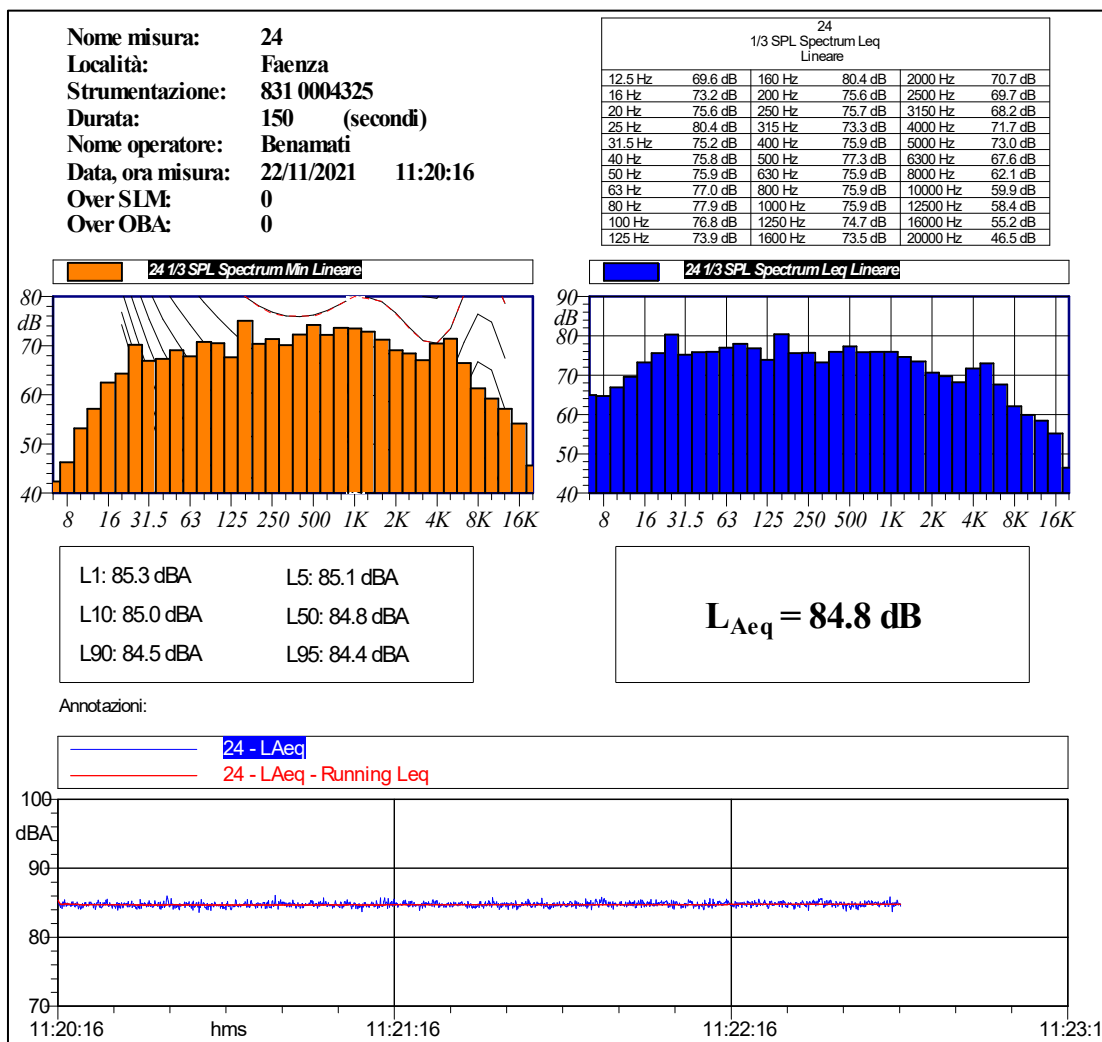 Nome misura: 24
Località: Faenza
Strumentazione: 831 0004325
Durata: 150 (secondi)
Nome operatore: Benamati
Data, ora misura: 22/11/2021 11:20:16
Over SLM: 0
Over OBA: 0
24
1/3 SPL Spectrum Leq
Lineare
12.5 Hz 69.6 dB 160 Hz 80.4 dB 2000 Hz 70.7 dB
16 Hz 73.2 dB 200 Hz 75.6 dB 2500 Hz 69.7 dB
20 Hz 75.6 dB 250 Hz 75.7 dB 3150 Hz 68.2 dB
25 Hz 80.4 dB 315 Hz 73.3 dB 4000 Hz 71.7 dB
31.5 Hz 75.2 dB 400 Hz 75.9 dB 5000 Hz 73.0 dB
40 Hz 75.8 dB 500 Hz 77.3 dB 6300 Hz 67.6 dB
50 Hz 75.9 dB 630 Hz 75.9 dB 8000 Hz 62.1 dB
63 Hz 77.0 dB 800 Hz 75.9 dB 10000 Hz 59.9 dB
80 Hz 77.9 dB 1000 Hz 75.9 dB 12500 Hz 58.4 dB
100 Hz 76.8 dB 1250 Hz 74.7 dB 16000 Hz 55.2 dB
125 Hz 73.9 dB 1600 Hz 73.5 dB 20000 Hz 46.5 dB
24 1/3 SPL Spectrum Min Lineare
80
dB
70
60
50
40
8 16 31.5 63 125 250 500 1K 2K 4K 8K 16K
24 1/3 SPL Spectrum Leq Lineare
90
dB
80
70
60
50
40
8 16 31.5 63 125 250 500 1K 2K 4K 8K 16K
L1: 85.3 dBA L5: 85.1 dBA
L10: 85.0 dBA L50: 84.8 dBA
L90: 84.5 dBA L95: 84.4 dBA
LAeq = 84.8 dB
Annotazioni:
24 - LAeq
24 - LAeq - Running Leq
100
dBA
90
80
70
11:20:16 hms 11:21:16 11:22:16 11:23:1